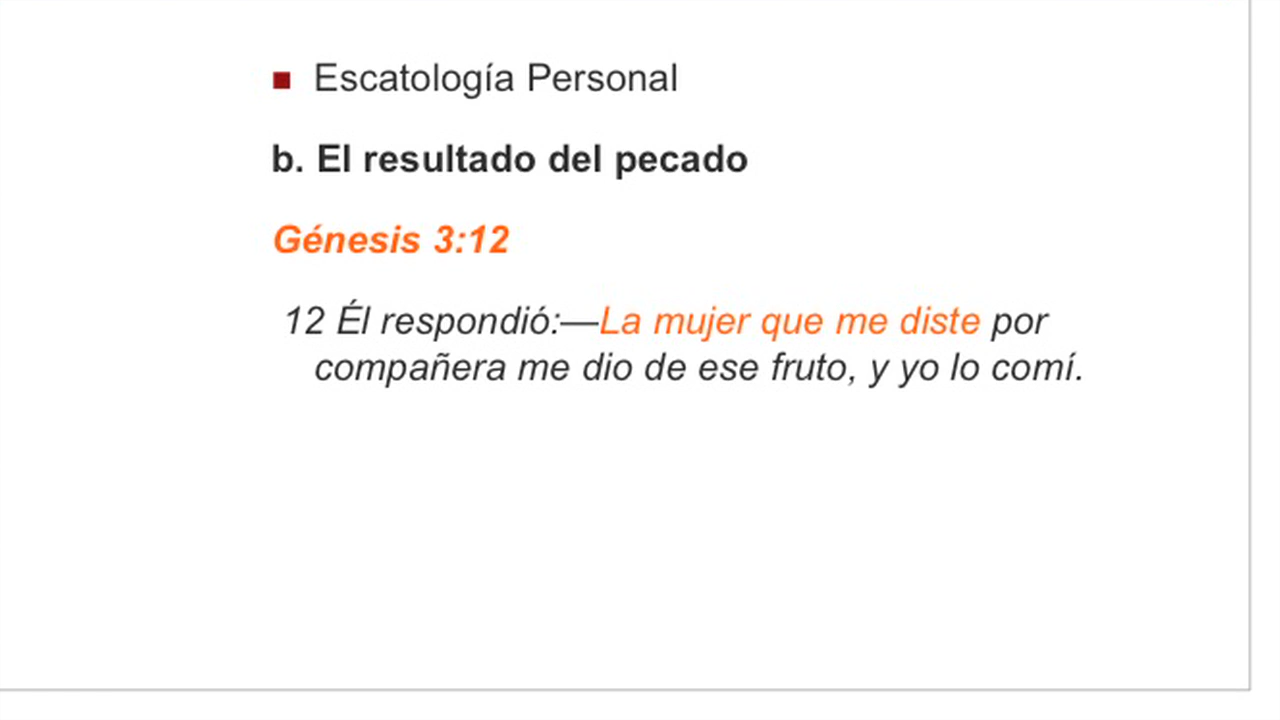 Escatología Personal
b. El resultado del pecado
Génesis 3:12
12 Él respondió:—La mujer que me diste por
compañera me dio de ese fruto, y yo lo comí.